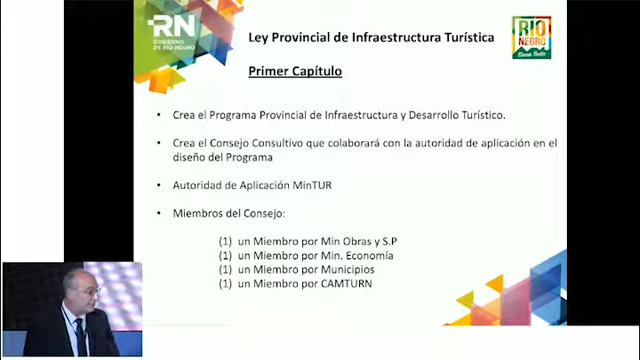 RN
GOBIERNO
DE RIO NEGRO
Ley Provincial de Infraestructura Turística
RIO
NEGRO
Primer Capítulo
• Crea el Programa Provincial de Infraestructura y Desarrollo Turístico.
• Crea el Consejo Consultivo que colaborará con la autoridad de aplicación en el
diseño del Programa
• Autoridad de Aplicación MinTUR
• Miembros del Consejo:
(1) un Miembro por Min Obras y S.P
(1) un Miembro por Min. Economía
(1) un Miembro por Municipios
(1) un Miembro por CAMTURN